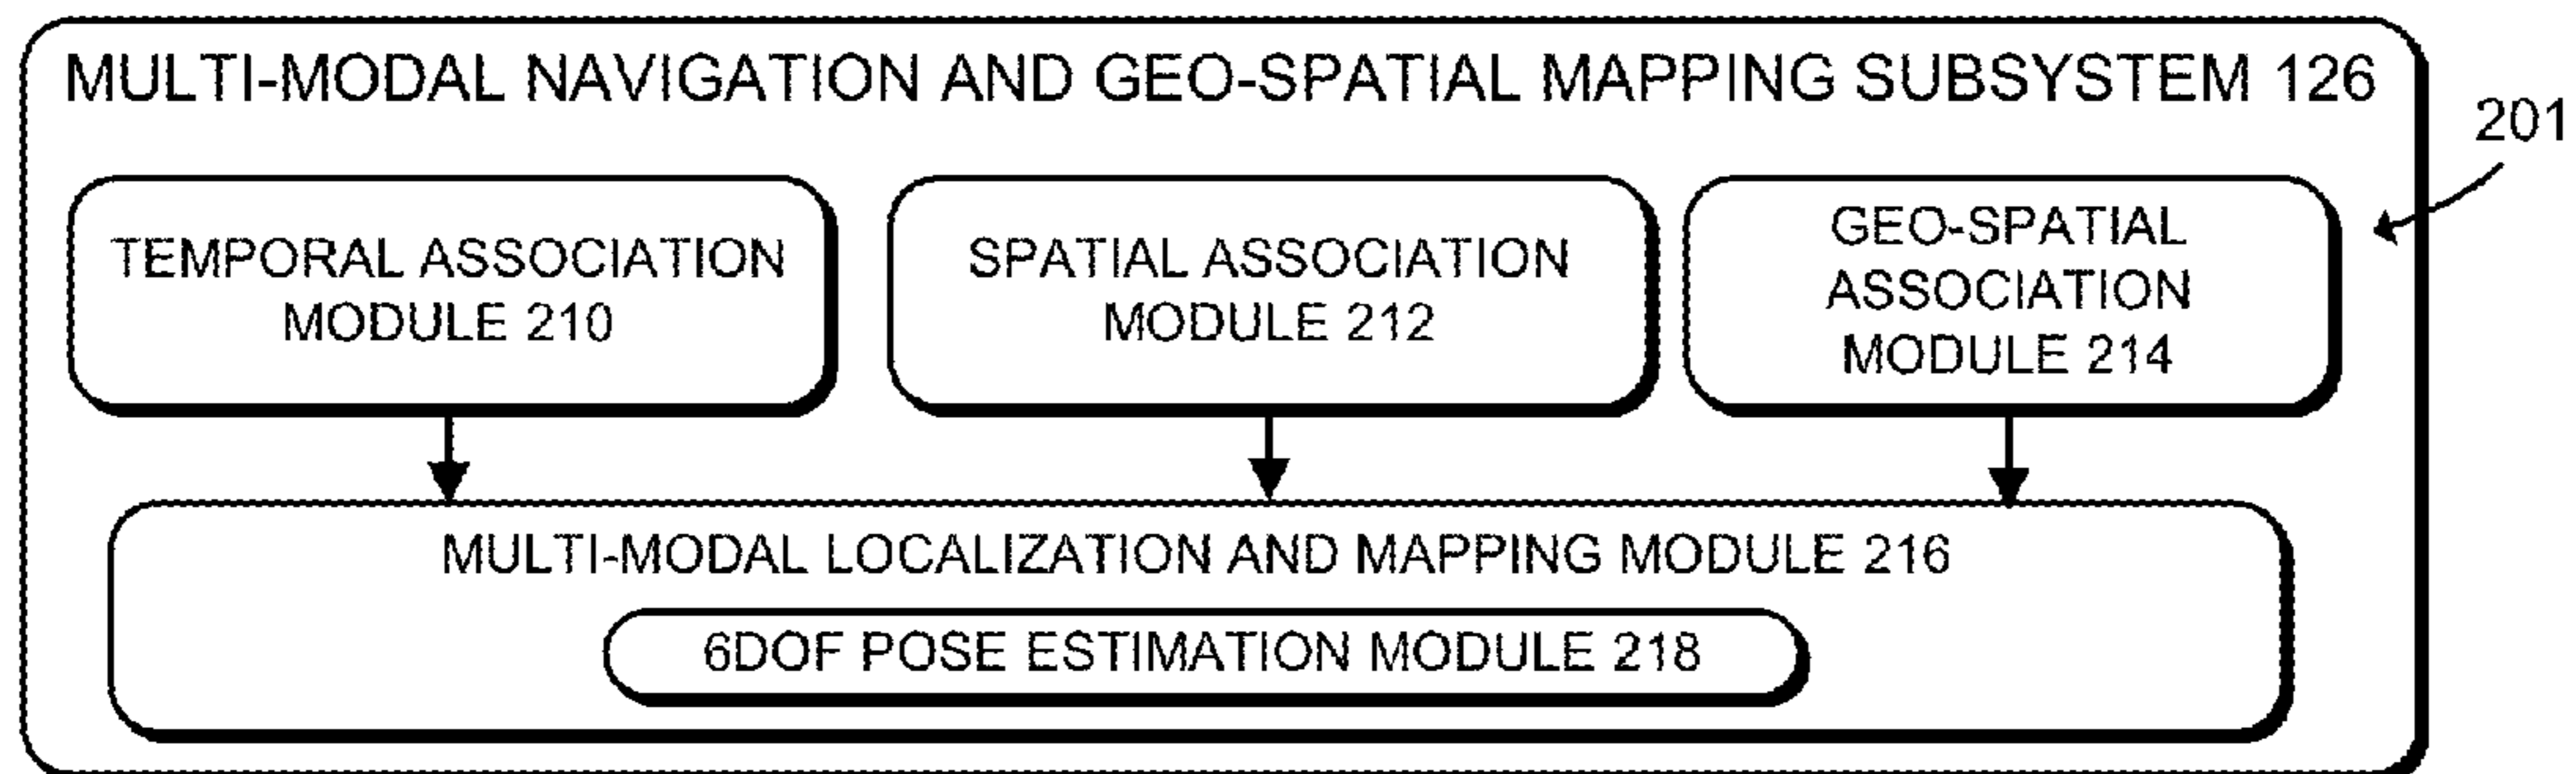 MULTI-MODAL NAVIGATION AND GEO-SPATIAL MAPPING SUBSYSTEM 126
201
TEMPORAL ASSOCIATION
MODULE 210
SPATIAL ASSOCIATION
MODULE 212
GEO-SPATIAL
ASSOCIATION
MODULE 214
MULTI-MODAL LOCALIZATION AND MAPPING MODULE 216
6DOF POSE ESTIMATION MODULE 218